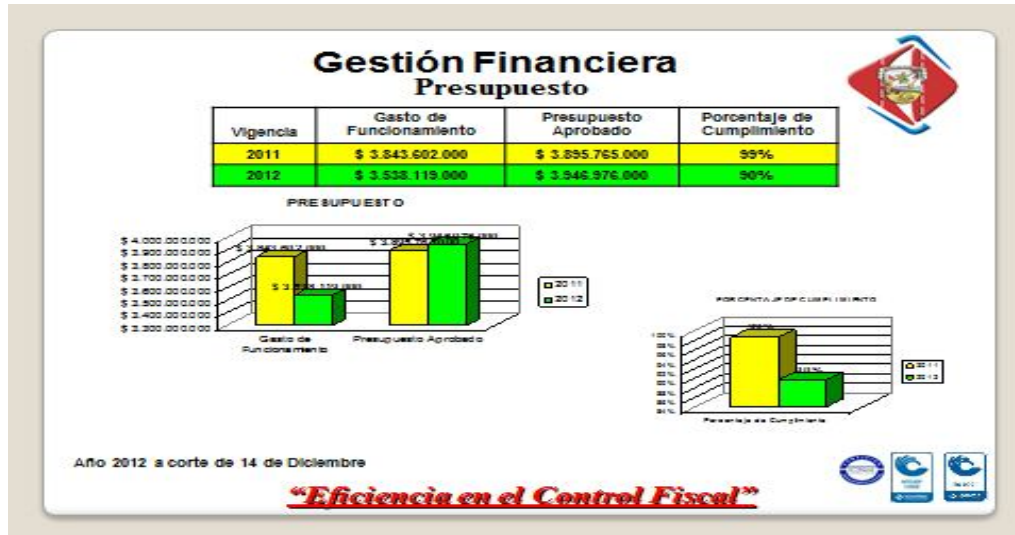 Gestión Financiera
Presupuesto
Vigencia Gasto de Funcionamiento Presupuesto Aprobado Porcentaje de Cumplimiento
2011 $ 3.843.602.000 $ 3.895.765.000 99%
2012 $ 3.538.119.000 $ 3.946.976.000 90%
PRESUPUESTO
$ 4.000.000.000
$ 3.900.000.000
$ 3.800.000.000
$ 3.700.000.000
$ 3.600.000.000
$ 3.500.000.000
$ 3.400.000.000
$ 3.300.000.000
Gasto de
Funcionamiento
Presupuesto Aprobado
2011
2012
PORCENTAJE DE CUMPLIMIENTO
100%
Porcentaje de Cumplimiento
2011
2012
Año 2012 a corte de 14 de Diciembre
“Eficiencia en el Control Fiscal”